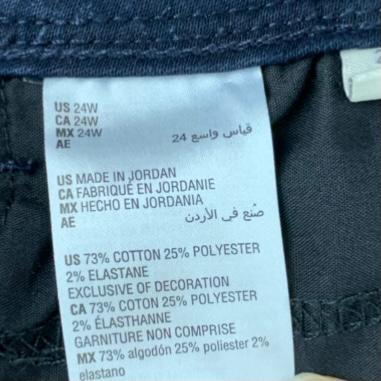 US 24W
CA 24W
MX 24W
AE قياس واسع 24
US MADE IN JORDAN
CA FABRIQUÉ EN JORDANIE
MX HECHO EN JORDANIA
AE صُنع في الأردن
US 73% COTTON 25% POLYESTER
2% ELASTANE
EXCLUSIVE OF DECORATION
CA 73% COTON 25% POLYESTER
2% ÉLASTHANNE
GARNITURE NON COMPRISE
MX 73% algodón 25% poliester 2%
elastano